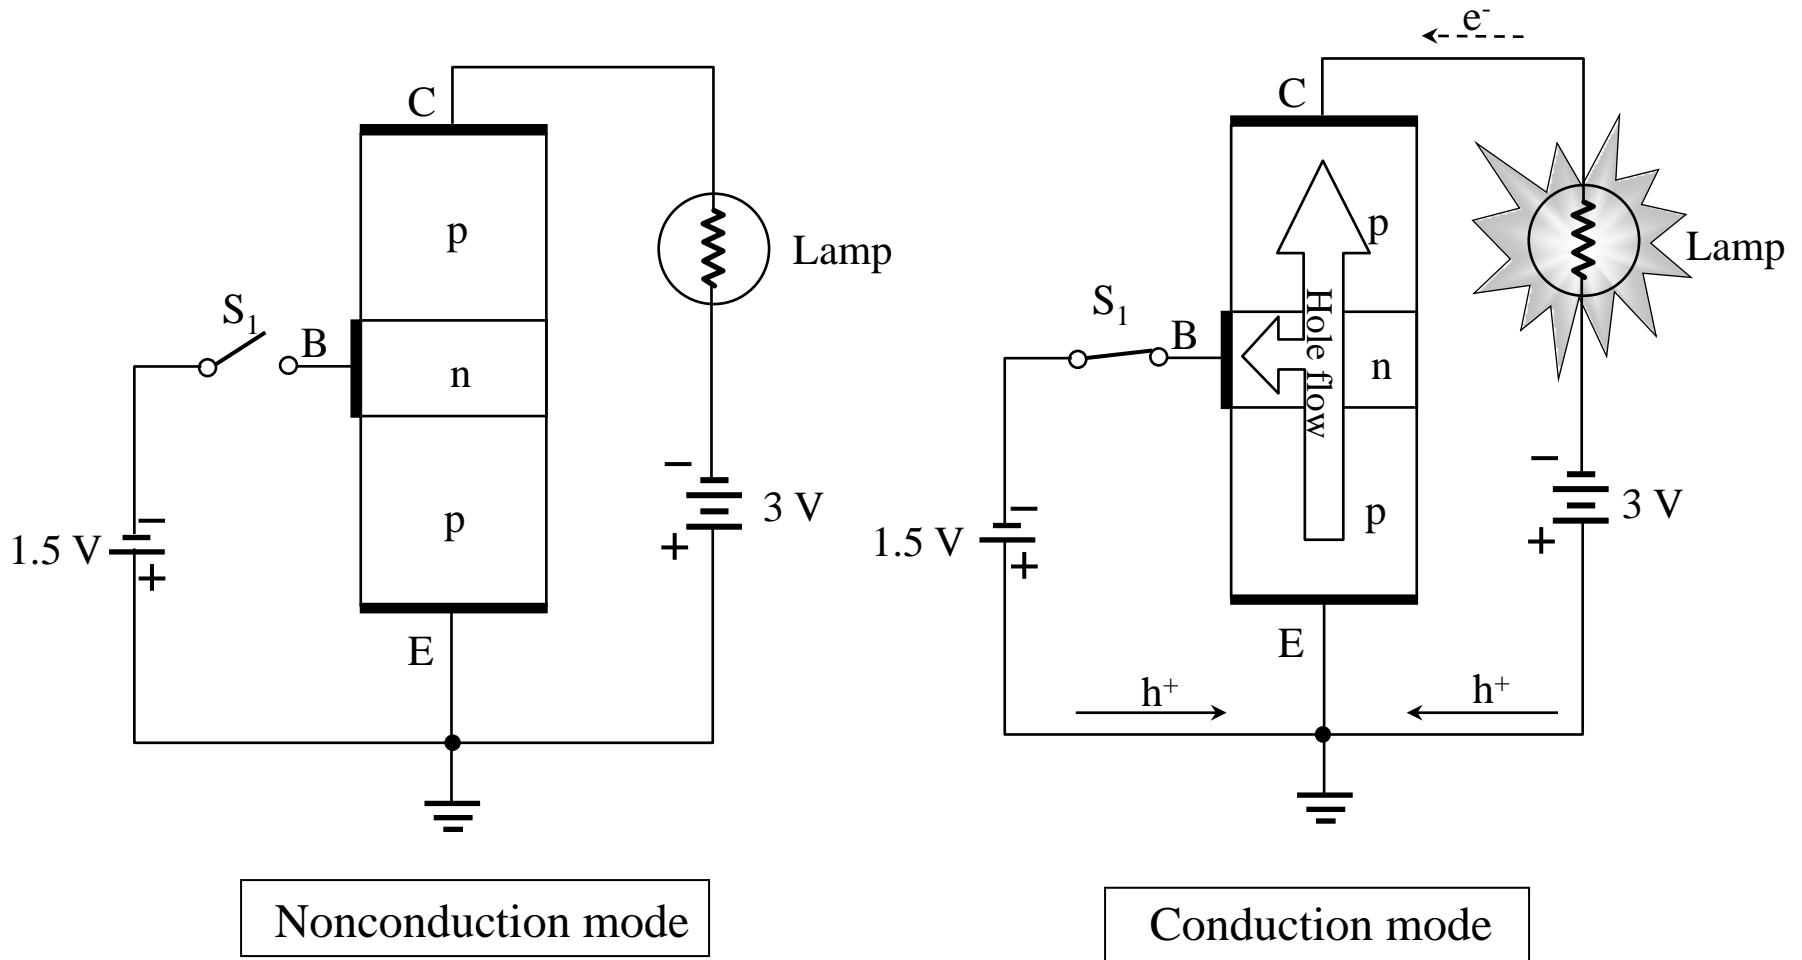 C
p
Lamp
S₁
B
n
p
−
+
3 V
1.5 V
−
+
E
Nonconduction mode
e⁻
C
p
Lamp
S₁
B
Hole flow
n
p
−
+
3 V
1.5 V
−
+
E
h⁺
h⁺
Conduction mode